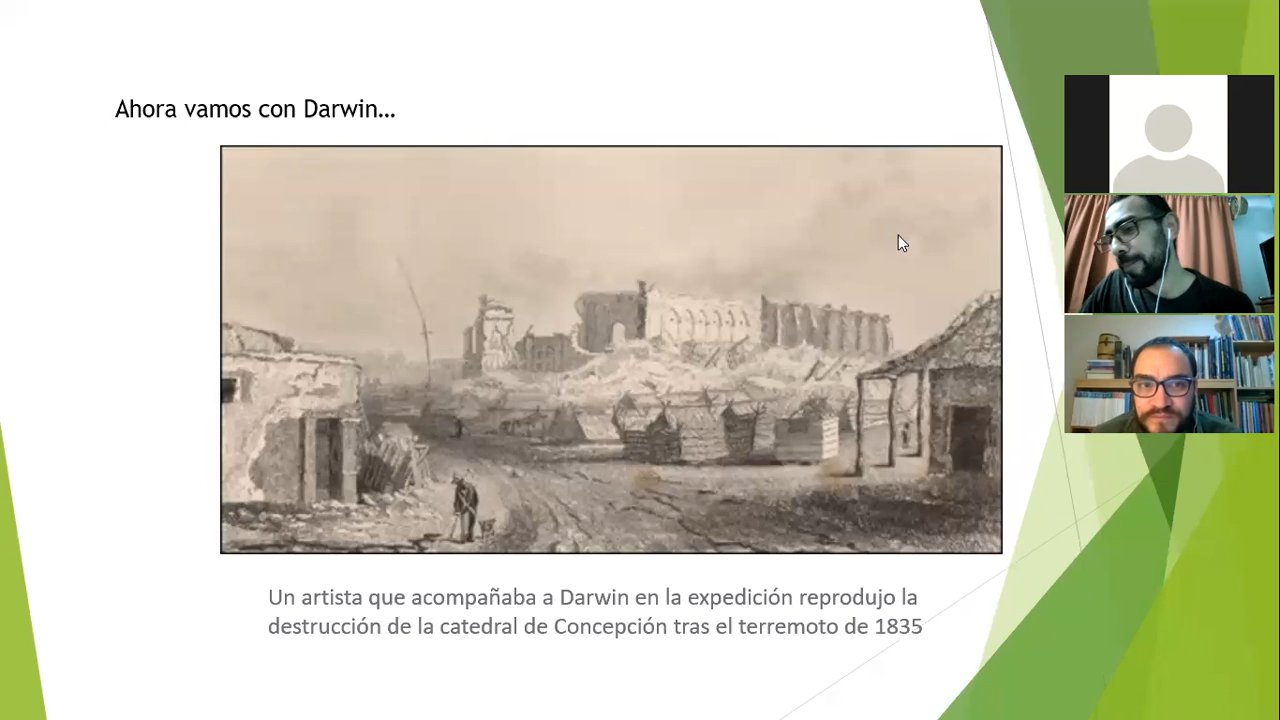 Ahora vamos con Darwin...
Un artista que acompañaba a Darwin en la expedición reprodujo la
destrucción de la catedral de Concepción tras el terremoto de 1835